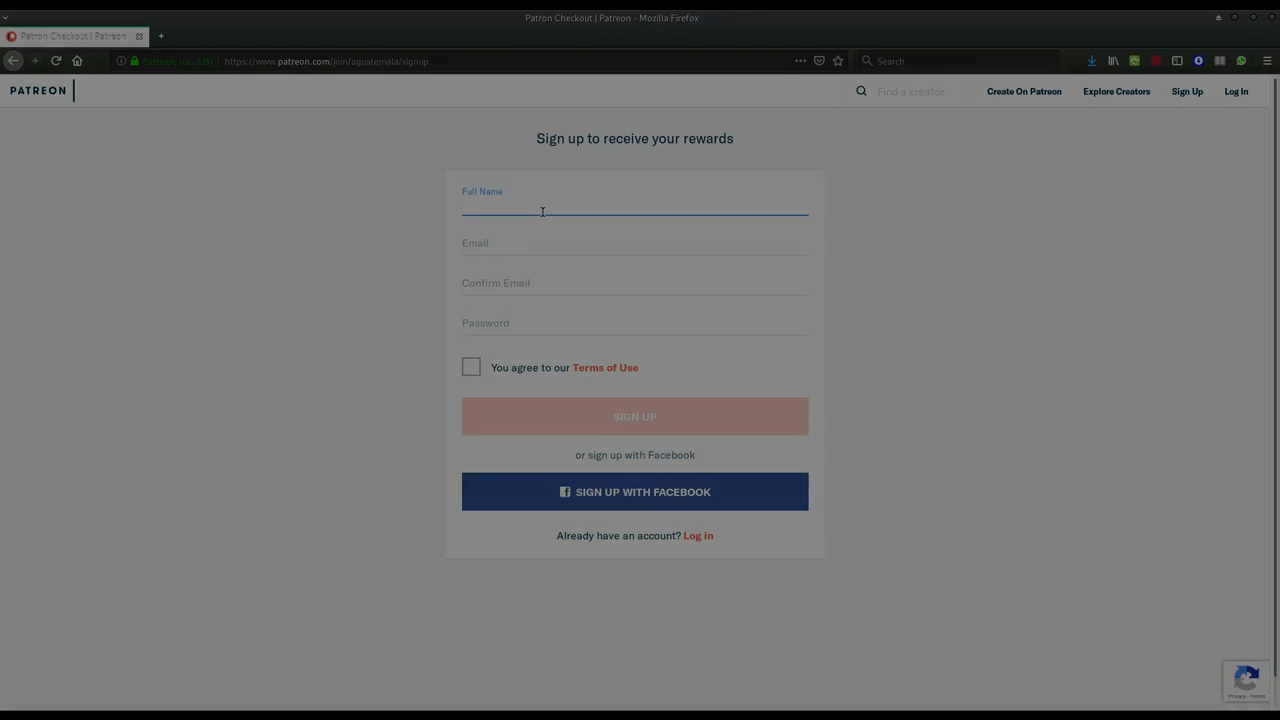 Patron Checkout | Patreon - Mozilla Firefox
Patron Checkout | Patreon
Patreon, Inc. (US)
https://www.patreon.com/join/aguatemala/signup
Search
PATREON
Find a creator
Create On Patreon
Explore Creators
Sign Up
Log In
Sign up to receive your rewards
Full Name
Email
Confirm Email
Password
You agree to our Terms of Use
SIGN UP
or sign up with Facebook
SIGN UP WITH FACEBOOK
Already have an account? Log in
Privacy - Terms